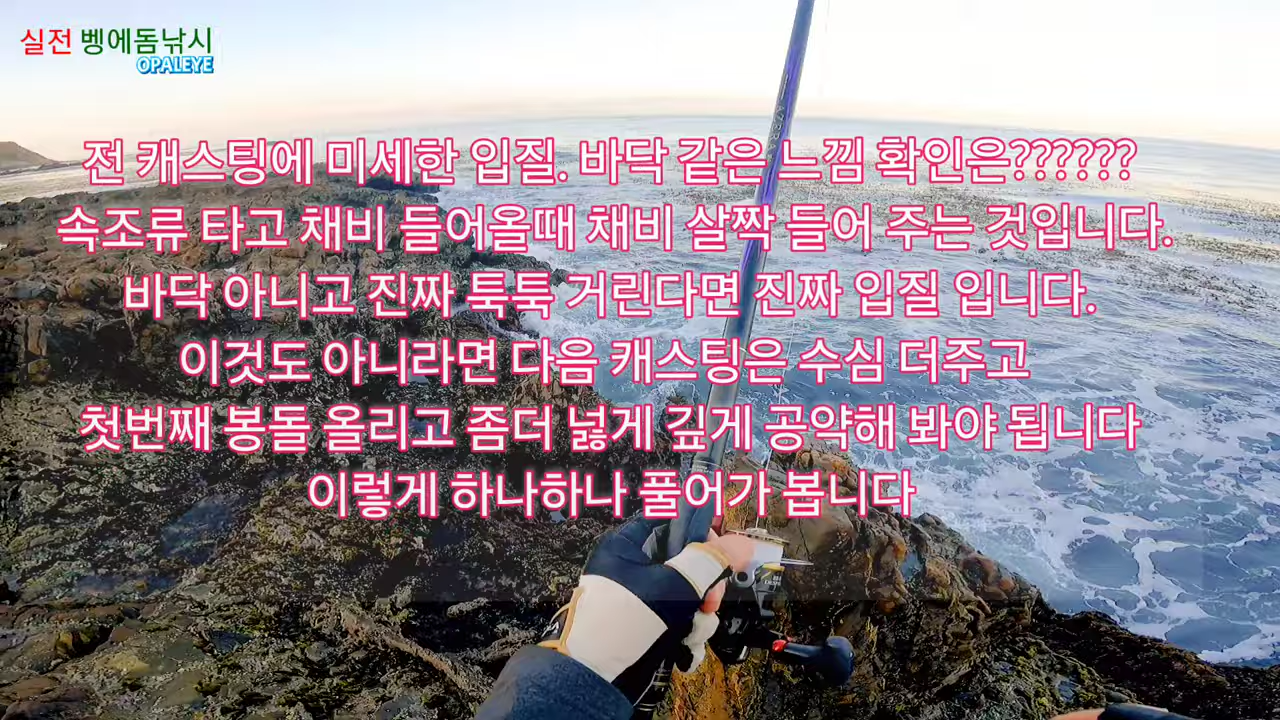 실전 벵에돔낚시
OPALEYE
전 캐스팅에 미세한 입질. 바닥 같은 느낌 확인은??????
속조류 타고 채비 들어올때 채비 살짝 들어 주는 것입니다.
바닥 아니고 진짜 툭툭 거린다면 진짜 입질 입니다.
이것도 아니라면 다음 캐스팅은 수심 더주고
첫번째 봉돌 올리고 좀더 넓게 깊게 공약해 봐야 됩니다
이렇게 하나하나 풀어가 봅니다